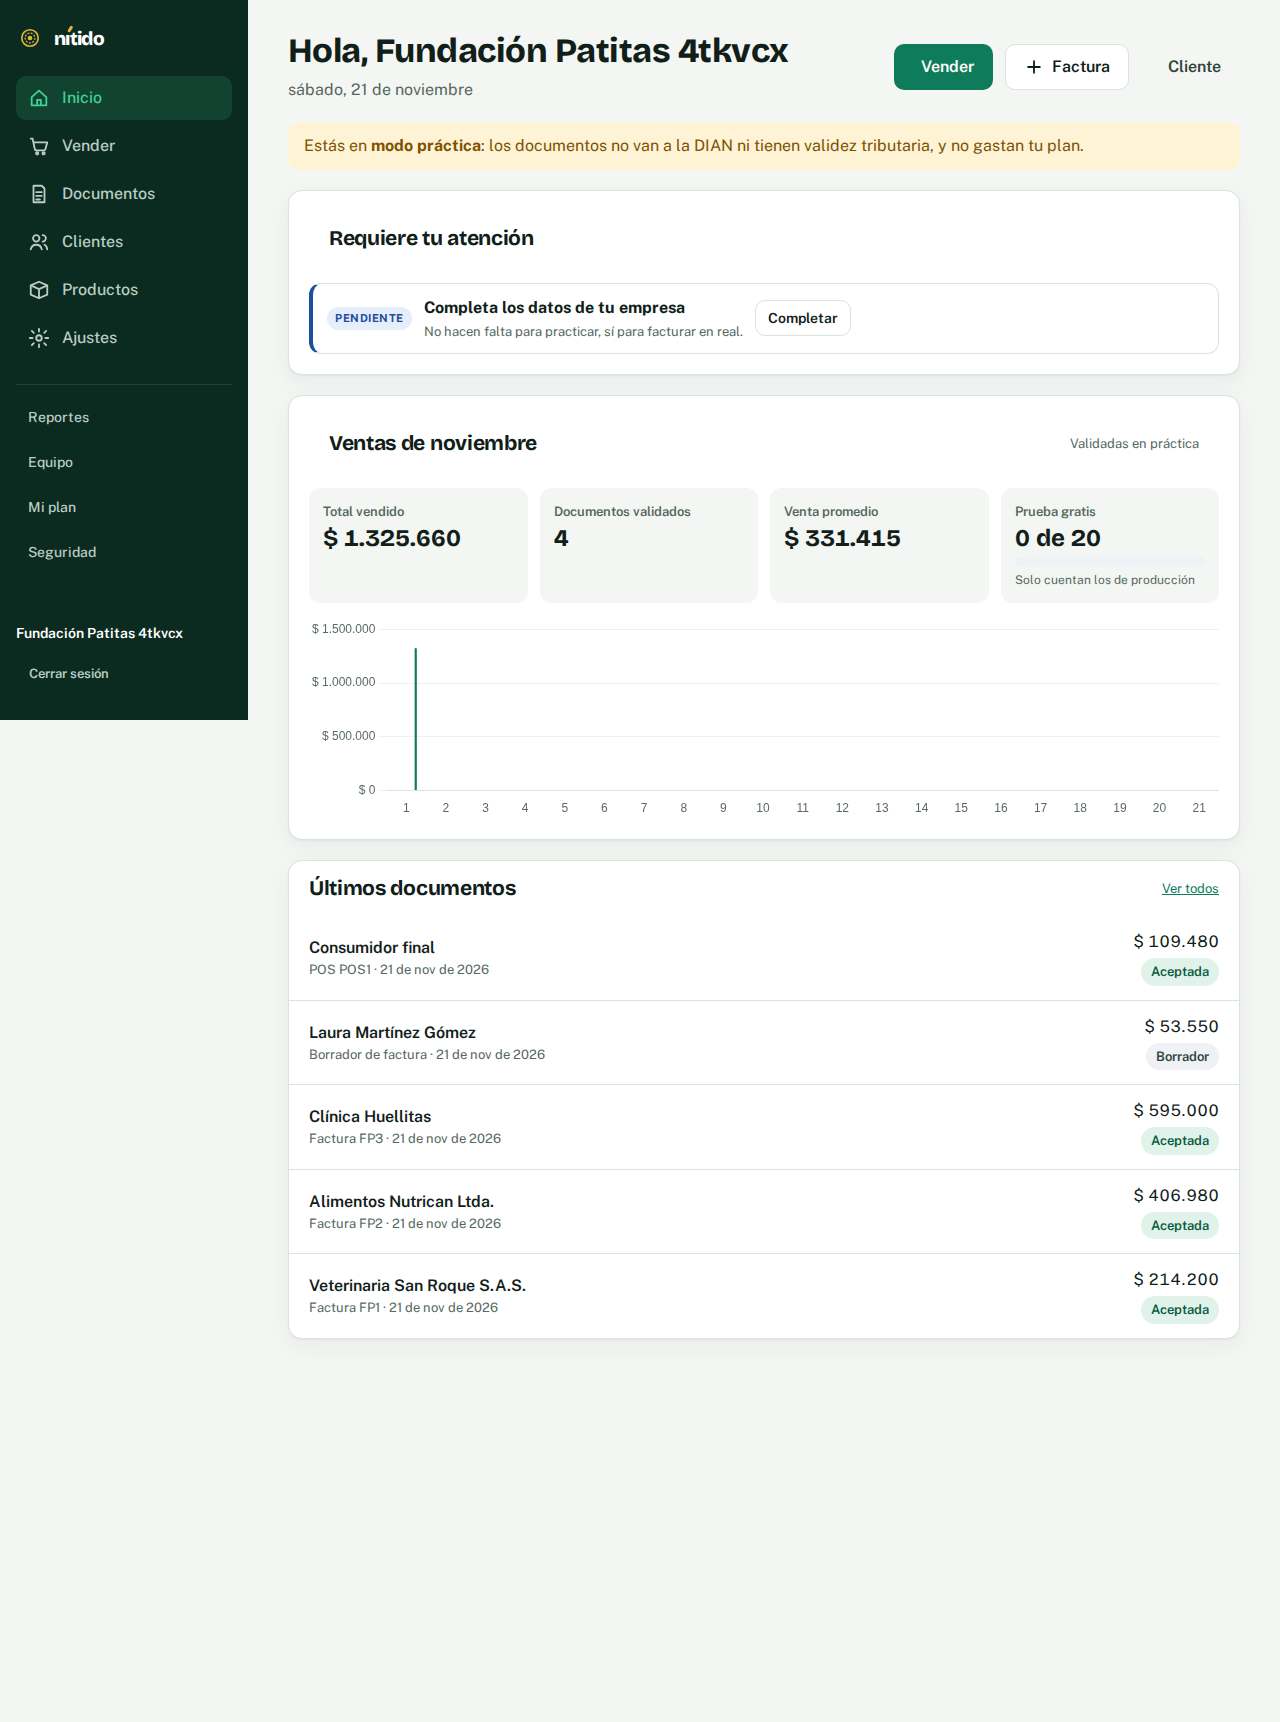 nítido
Inicio
Vender
Documentos
Clientes
Productos
Ajustes
Reportes
Equipo
Mi plan
Seguridad
Fundación Patitas 4tkvcx
Cerrar sesión
Hola, Fundación Patitas 4tkvcx
sábado, 21 de noviembre
Vender
Factura
Cliente
Estás en modo práctica: los documentos no van a la DIAN ni tienen validez tributaria, y no gastan tu plan.
Requiere tu atención
PENDIENTE
Completa los datos de tu empresa
No hacen falta para practicar, sí para facturar en real.
Completar
Ventas de noviembre
Validadas en práctica
Total vendido
$ 1.325.660
Documentos validados
4
Venta promedio
$ 331.415
Prueba gratis
0 de 20
Solo cuentan los de producción
$ 1.500.000
$ 1.000.000
$ 500.000
$ 0
1 2 3 4 5 6 7 8 9 10 11 12 13 14 15 16 17 18 19 20 21
Últimos documentos
Ver todos
Consumidor final
POS POS1 · 21 de nov de 2026
$ 109.480
Aceptada
Laura Martínez Gómez
Borrador de factura · 21 de nov de 2026
$ 53.550
Borrador
Clínica Huellitas
Factura FP3 · 21 de nov de 2026
$ 595.000
Aceptada
Alimentos Nutrican Ltda.
Factura FP2 · 21 de nov de 2026
$ 406.980
Aceptada
Veterinaria San Roque S.A.S.
Factura FP1 · 21 de nov de 2026
$ 214.200
Aceptada